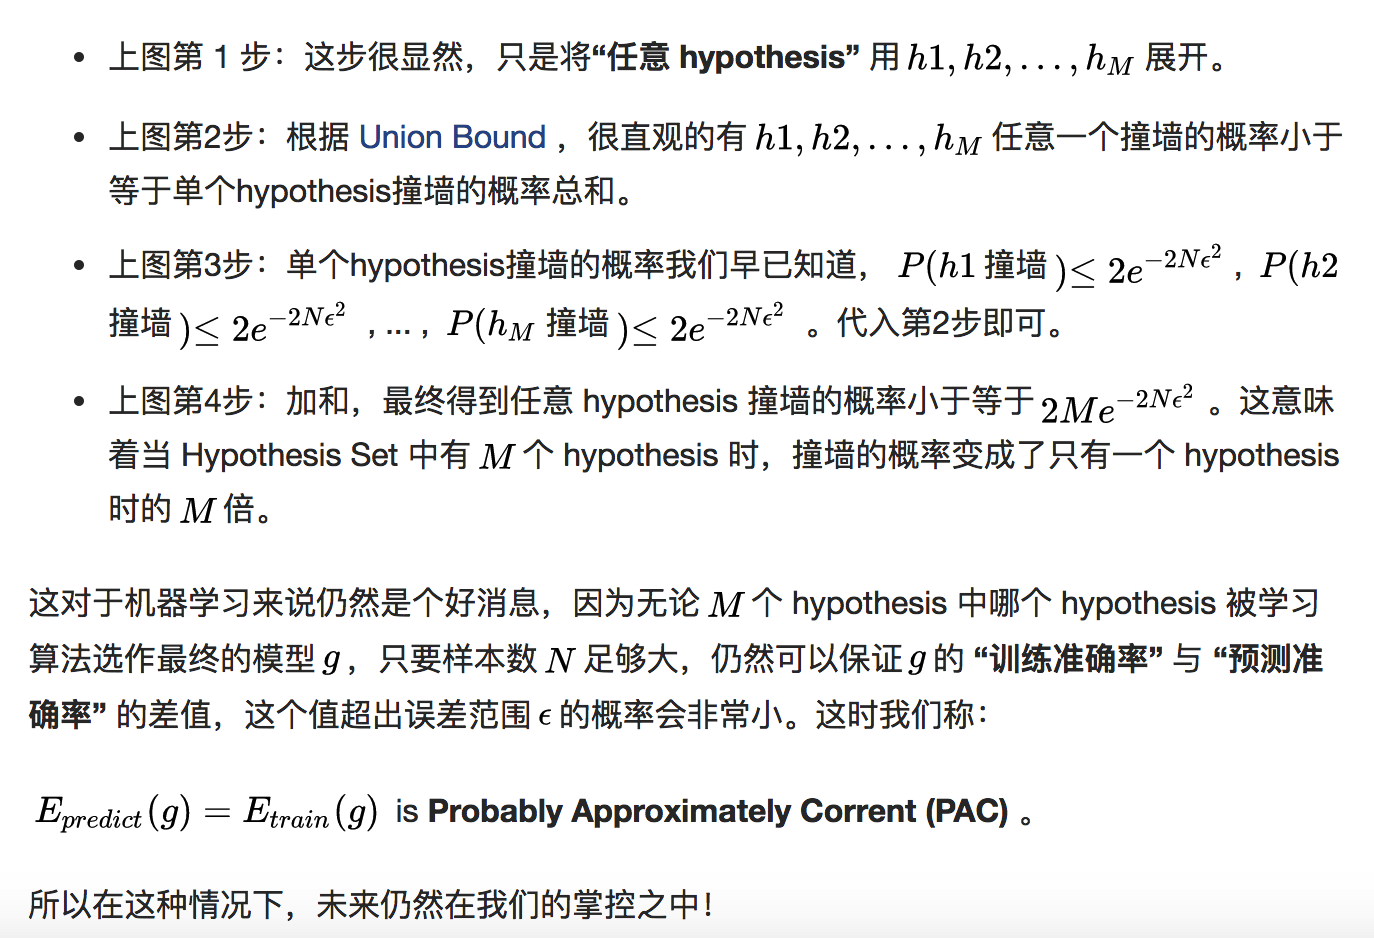 • 上图第 1 步：这步很显然，只是将“任意 hypothesis” 用 h1, h2, ..., h_M 展开。
• 上图第2步：根据 Union Bound ，很直观的有 h1, h2, ..., h_M 任意一个撞墙的概率小于
等于单个hypothesis撞墙的概率总和。
• 上图第3步：单个hypothesis撞墙的概率我们早已知道， P(h1 撞墙 )≤ 2e^{-2Nϵ^2} ，P(h2
撞墙 )≤ 2e^{-2Nϵ^2} ，... ，P(h_M 撞墙 )≤ 2e^{-2Nϵ^2} 。代入第2步即可。
• 上图第4步：加和，最终得到任意 hypothesis 撞墙的概率小于等于 2Me^{-2Nϵ^2} 。这意味
着当 Hypothesis Set 中有 M 个 hypothesis 时，撞墙的概率变成了只有一个 hypothesis
时的 M 倍。
这对于机器学习来说仍然是个好消息，因为无论 M 个 hypothesis 中哪个 hypothesis 被学习
算法选作最终的模型 g ，只要样本数 N 足够大，仍然可以保证 g 的 “训练准确率” 与 “预测准
确率” 的差值，这个值超出误差范围 ϵ 的概率会非常小。这时我们称：
E_{predict}(g) = E_{train}(g) is Probably Approximately Corrent (PAC) 。
所以在这种情况下，未来仍然在我们的掌控之中！